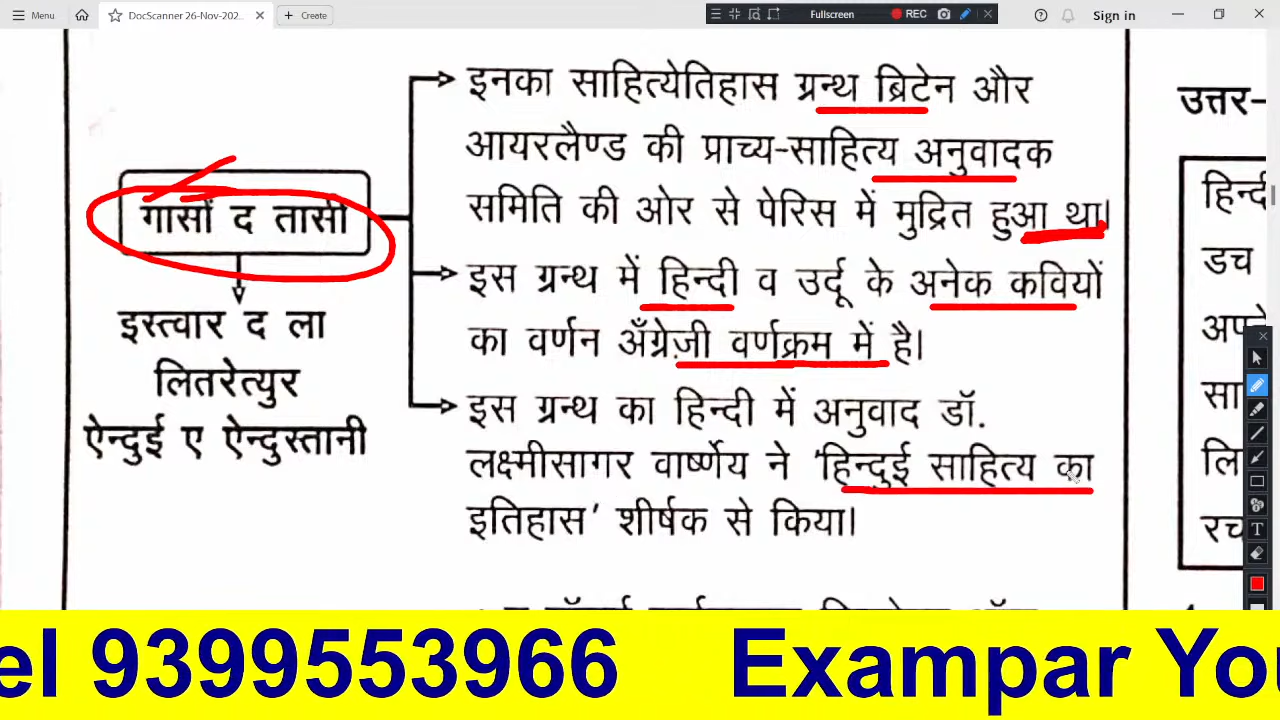 Menu
DocScanner 26-Nov-202...
Create
Fullscreen
REC
Sign in
इनका साहित्येतिहास ग्रन्थ ब्रिटेन और
आयरलैण्ड की प्राच्य-साहित्य अनुवादक
समिति की ओर से पेरिस में मुद्रित हुआ था।
गासों द तासी
इस ग्रन्थ में हिन्दी व उर्दू के अनेक कवियों
का वर्णन अँग्रेज़ी वर्णक्रम में है।
इस्त्वार द ला
लितरेत्युर
ऐन्दुई ए ऐन्दुस्तानी
इस ग्रन्थ का हिन्दी में अनुवाद डॉ.
लक्ष्मीसागर वार्ष्णेय ने 'हिन्दुई साहित्य का
इतिहास' शीर्षक से किया।
उत्तर-
हिन्दी
डच
सा
लि
रच
el 9399553966 Exampar You